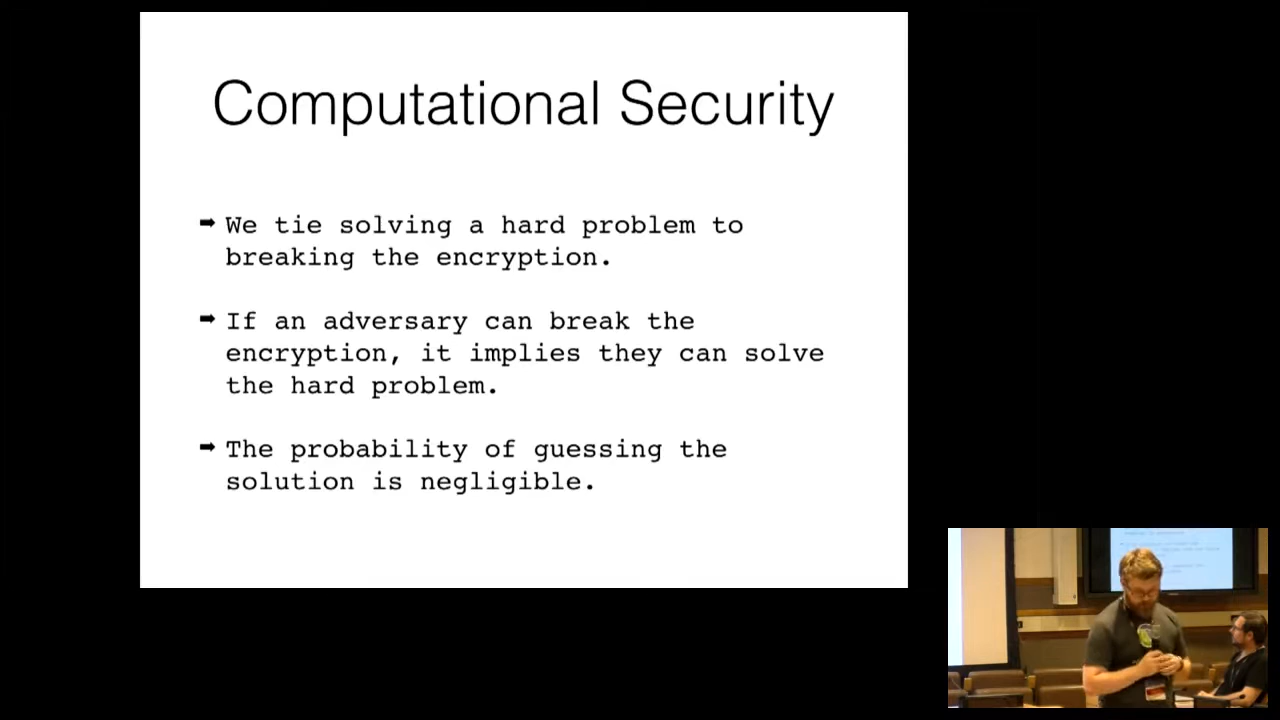 Computational Security
➡ We tie solving a hard problem to
breaking the encryption.
➡ If an adversary can break the
encryption, it implies they can solve
the hard problem.
➡ The probability of guessing the
solution is negligible.